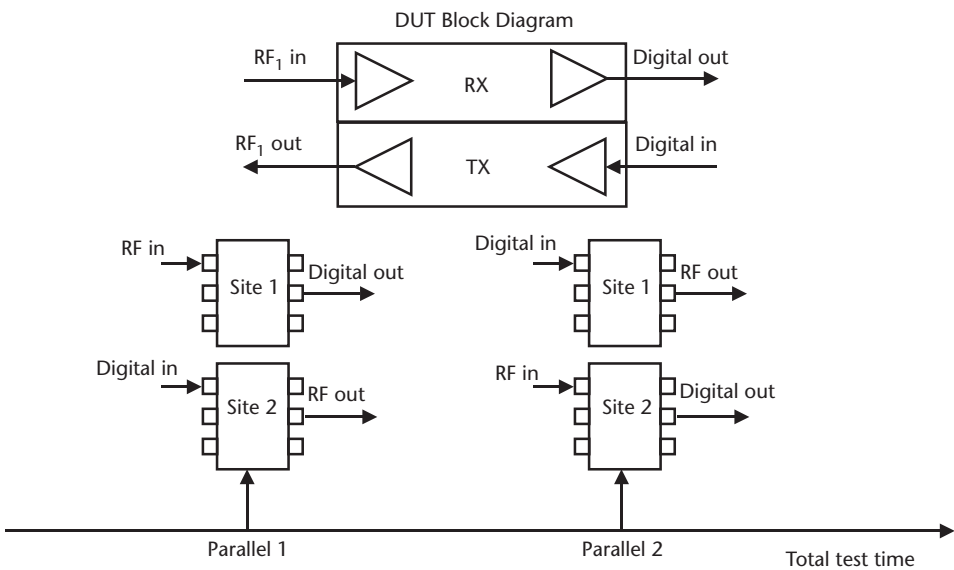 DUT Block Diagram
RF₁ in
RX
Digital out
RF₁ out
TX
Digital in
RF in
Site 1
Digital out
Digital in
Site 1
RF out
Digital in
Site 2
RF out
RF in
Site 2
Digital out
Parallel 1
Parallel 2
Total test time